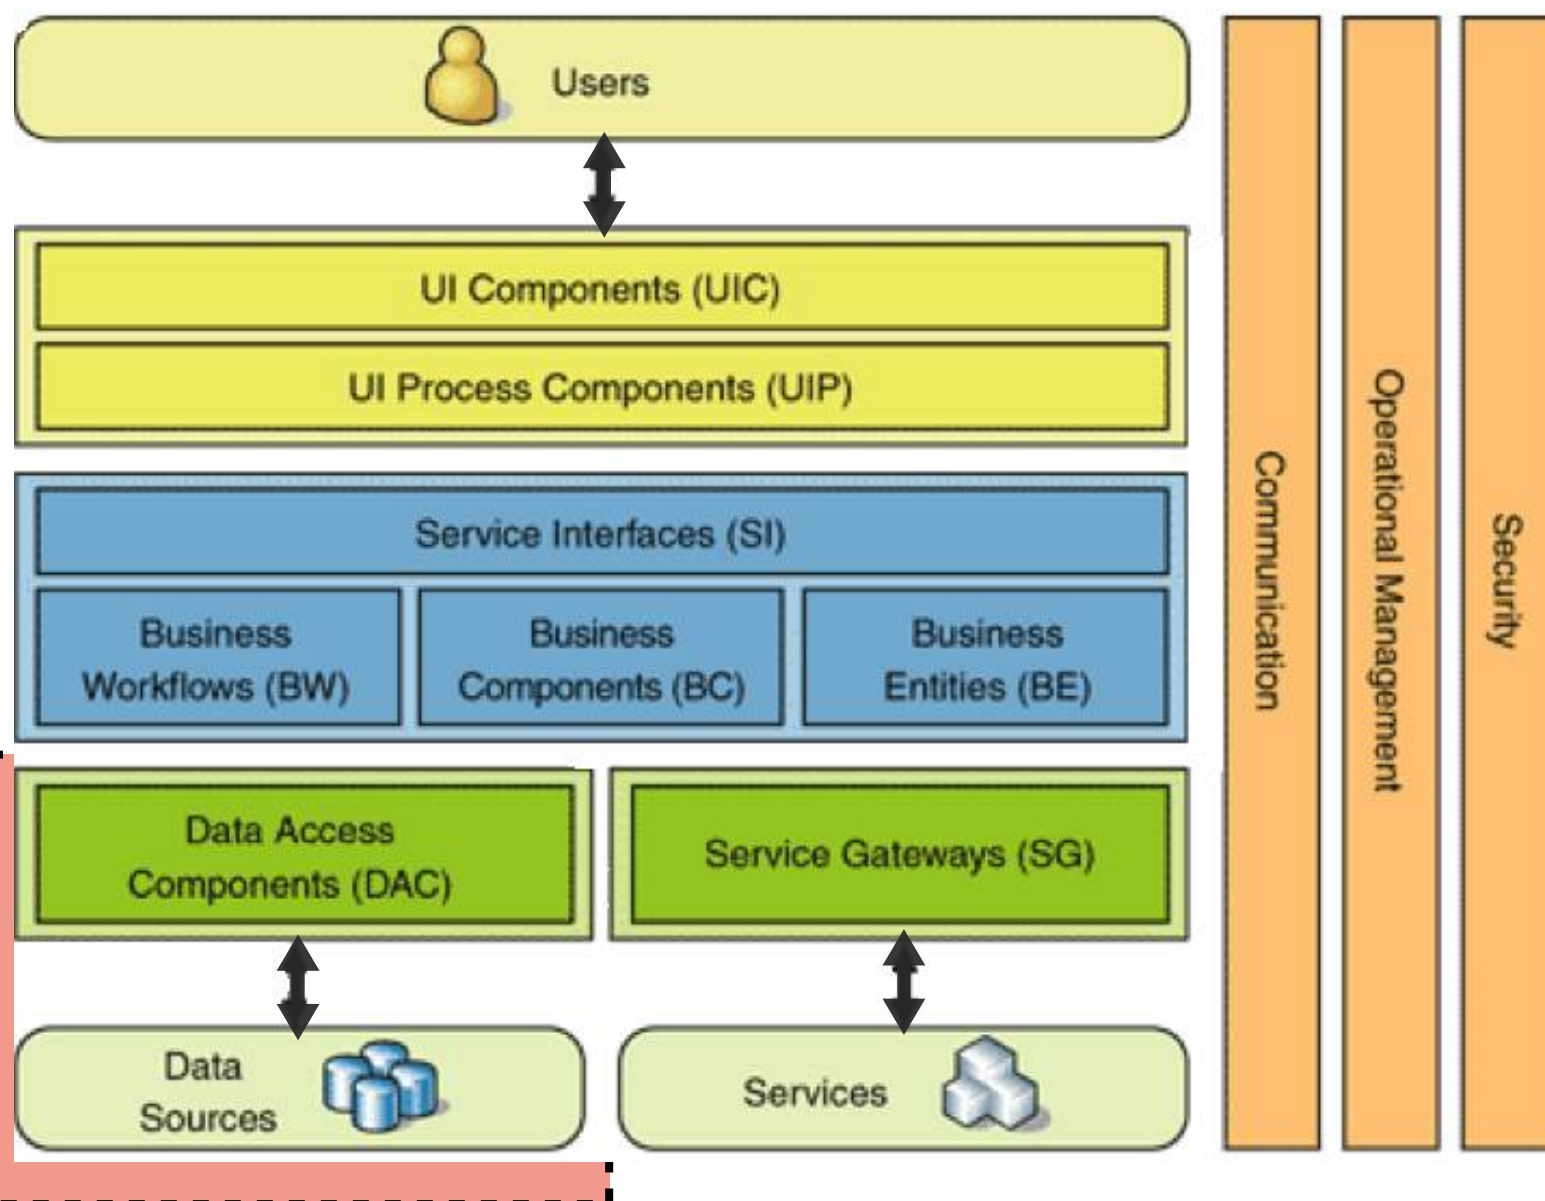 Users
UI Components (UIC)
UI Process Components (UIP)
Service Interfaces (SI)
Business
Workflows (BW)
Business
Components (BC)
Business
Entities (BE)
Data Access
Components (DAC)
Service Gateways (SG)
Data
Sources
Services
Communication
Operational Management
Security